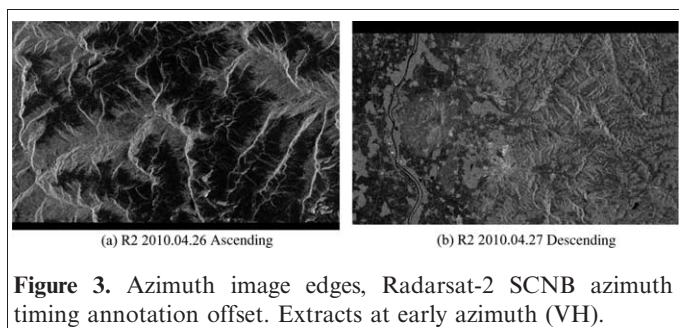 (a) R2 2010.04.26 Ascending
(b) R2 2010.04.27 Descending
Figure 3. Azimuth image edges, Radarsat-2 SCNB azimuth
timing annotation offset. Extracts at early azimuth (VH).